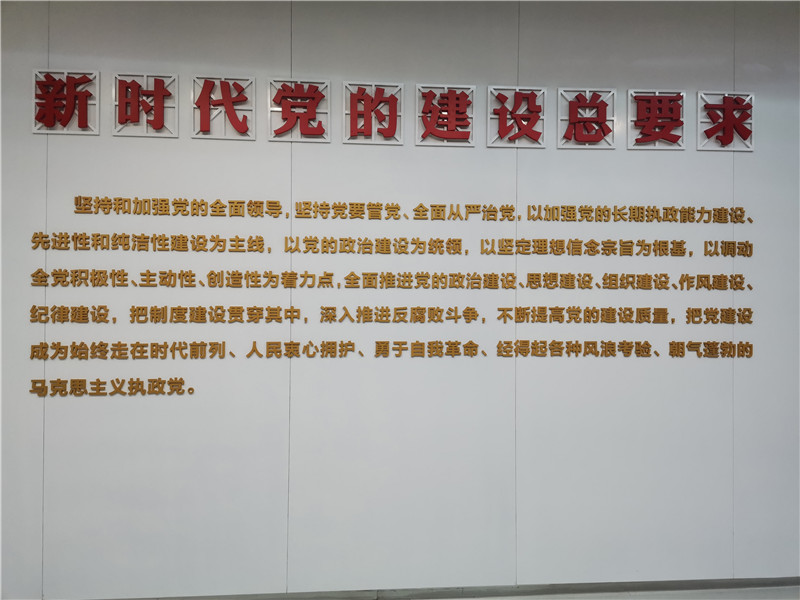 新时代党的建设总要求
坚持和加强党的全面领导，坚持党要管党、全面从严治党，以加强党的长期执政能力建设、
先进性和纯洁性建设为主线，以党的政治建设为统领，以坚定理想信念宗旨为根基，以调动
全党积极性、主动性、创造性为着力点，全面推进党的政治建设、思想建设、组织建设、作风建设、
纪律建设，把制度建设贯穿其中，深入推进反腐败斗争，不断提高党的建设质量，把党建设
成为始终走在时代前列、人民衷心拥护、勇于自我革命、经得起各种风浪考验、朝气蓬勃的
马克思主义执政党。